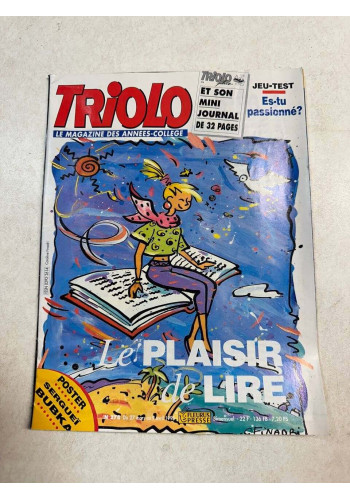 TRiOLO
LE MAGAZINE DES ANNÉES-COLLÈGE
TRiOLO
ET SON
MINI
JOURNAL
DE 32 PAGES
JEU-TEST
Es-tu
passionné?
Le PLAISIR
de LIRE
POSTER
SERGUEÏ
BUBKA
FLEURUS
PRESSE